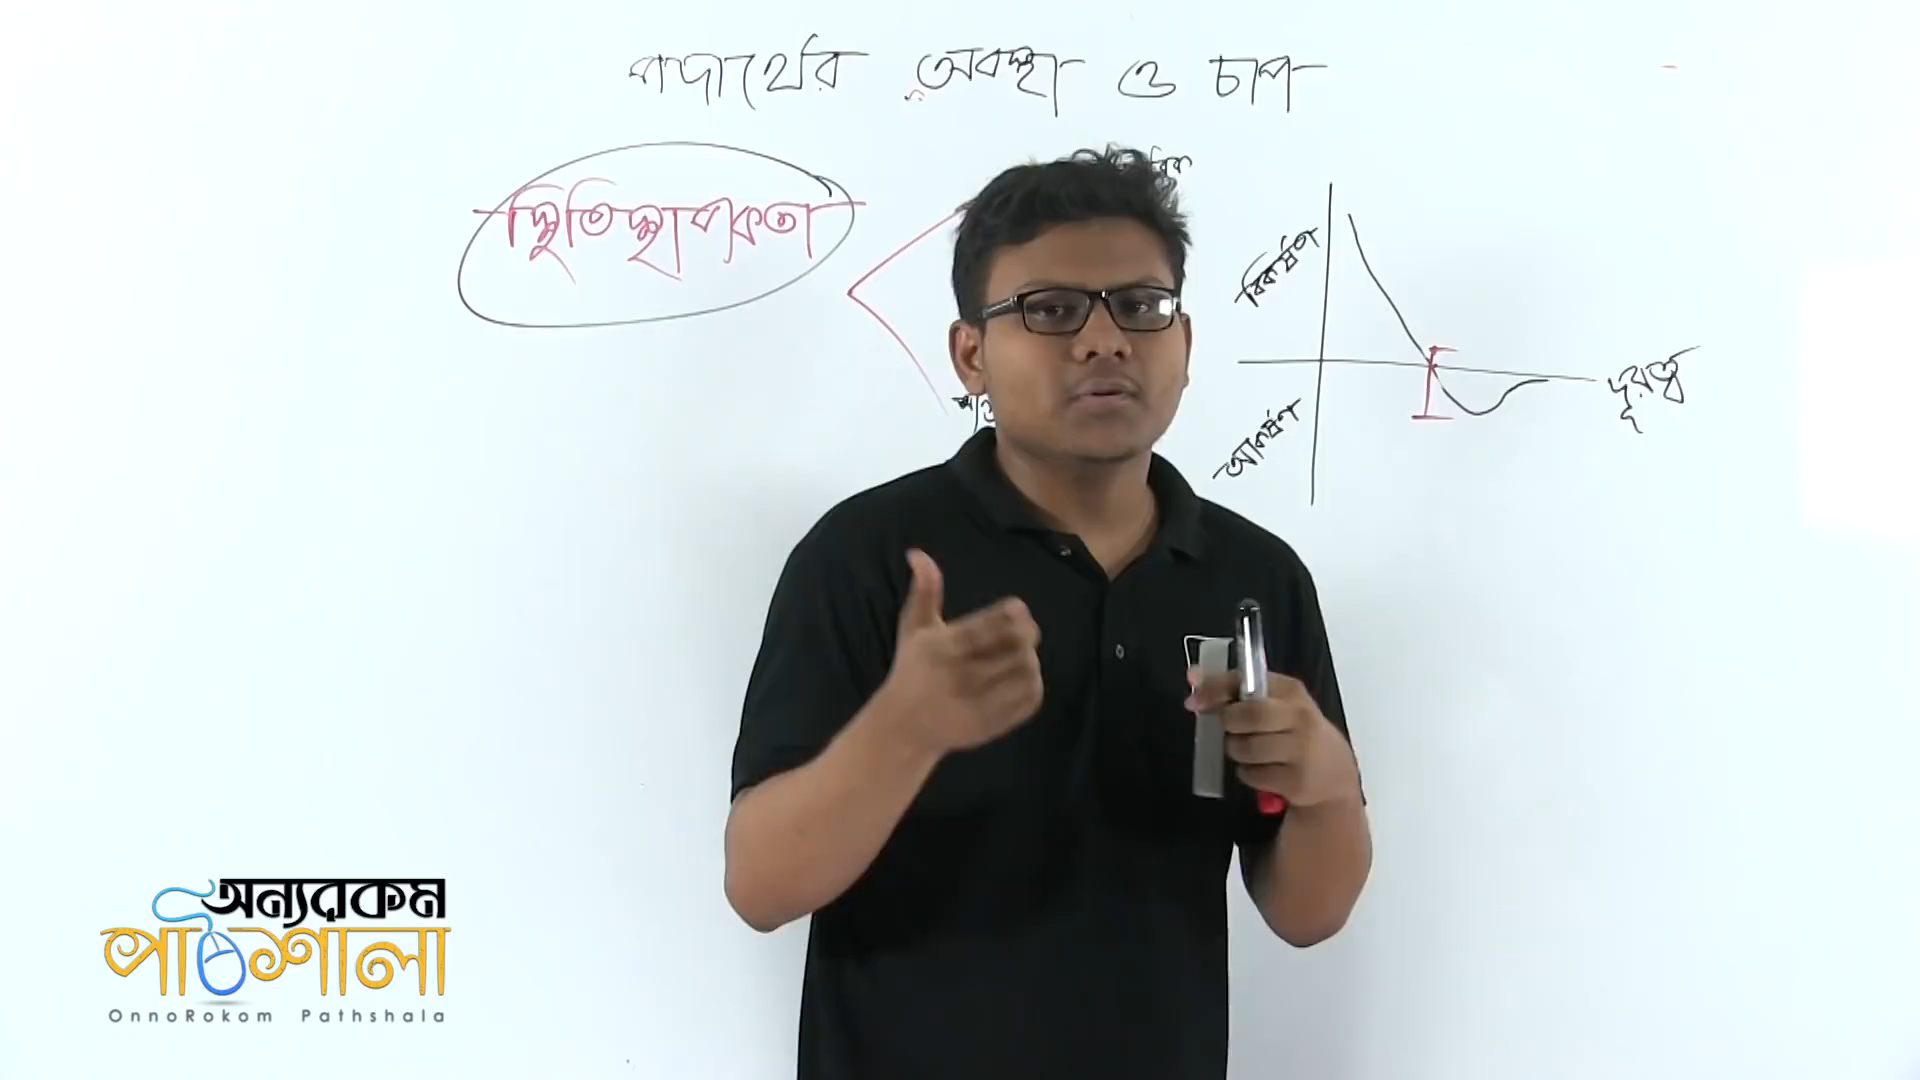 পদার্থের অবস্থা ও চাপ
স্থিতিস্থাপকতা
বিকর্ষণ
আকর্ষণ
দূরত্ব
অন্যরকম
পাঠশালা
OnnoRokom Pathshala